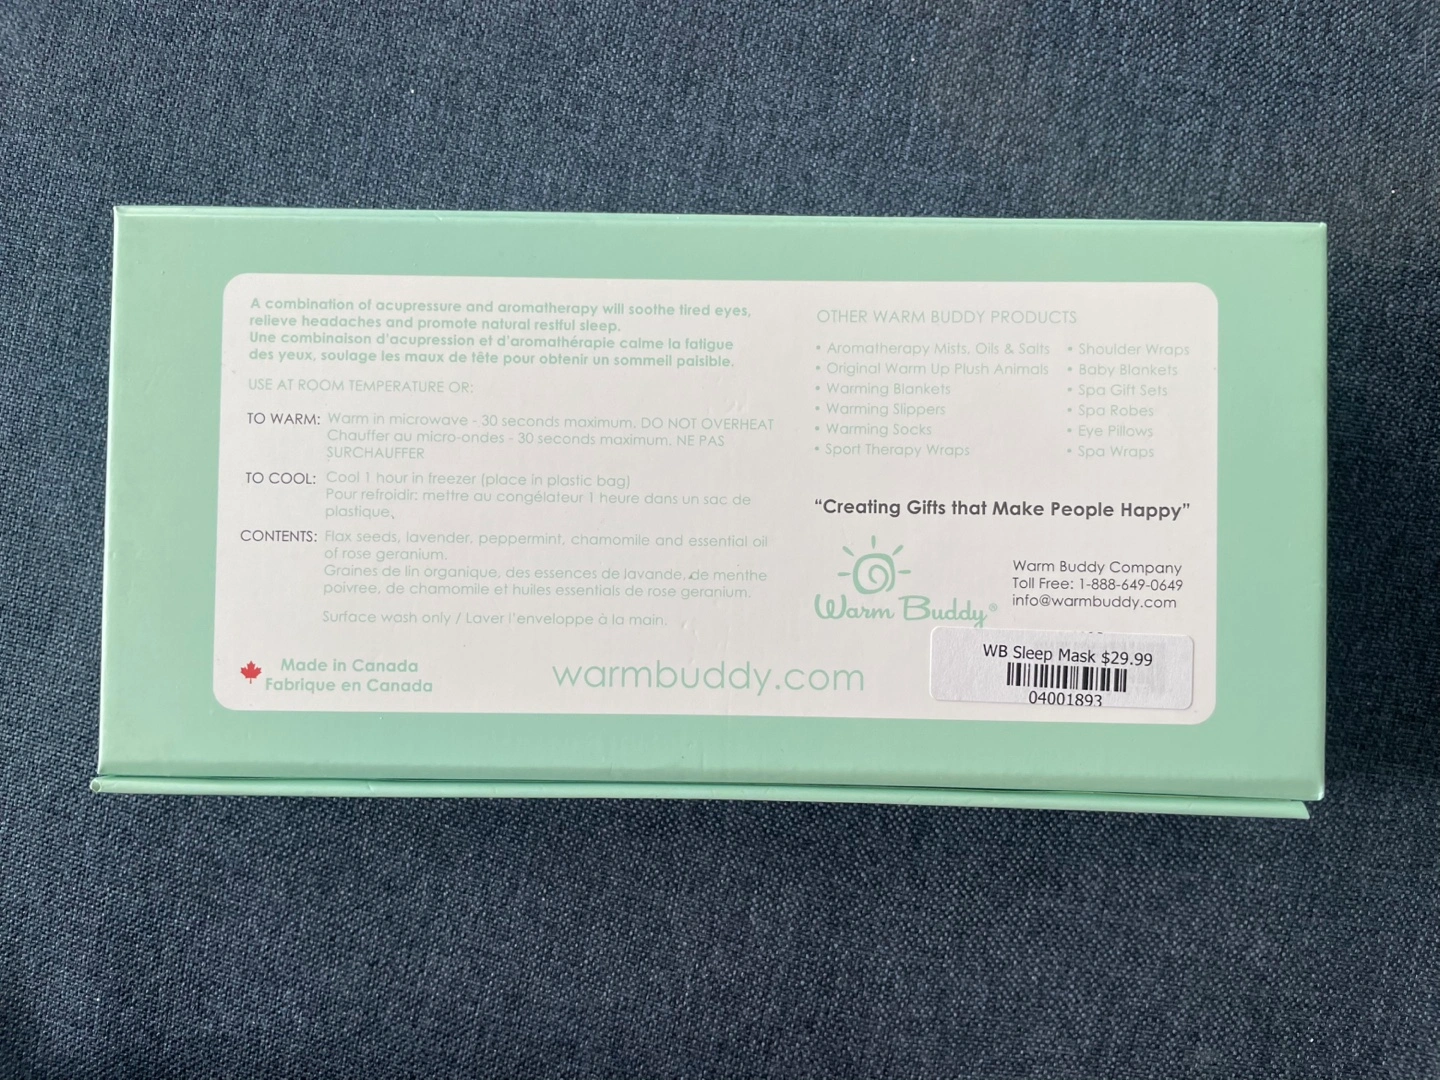 A combination of acupressure and aromatherapy will soothe tired eyes,
relieve headaches and promote natural restful sleep.
Une combinaison d'acupression et d'aromathérapie calme la fatigue
des yeux, soulage les maux de tête pour obtenir un sommeil paisible.
USE AT ROOM TEMPERATURE OR:
TO WARM: Warm in microwave - 30 seconds maximum. DO NOT OVERHEAT
Chauffer au micro-ondes - 30 seconds maximum. NE PAS
SURCHAUFFER
TO COOL: Cool 1 hour in freezer (place in plastic bag)
Pour refroidir: mettre au congélateur 1 heure dans un sac de
plastique.
CONTENTS: Flax seeds, lavender, peppermint, chamomile and essential oil
of rose geranium.
Graines de lin organique, des essences de lavande, de menthe
poivree, de chamomile et huiles essentials de rose geranium.
Surface wash only / Laver l'enveloppe à la main.
Made in Canada
Fabrique en Canada
warmbuddy.com
OTHER WARM BUDDY PRODUCTS
• Aromatherapy Mists, Oils & Salts
• Original Warm Up Plush Animals
• Warming Blankets
• Warming Slippers
• Warming Socks
• Sport Therapy Wraps
• Shoulder Wraps
• Baby Blankets
• Spa Gift Sets
• Spa Robes
• Eye Pillows
• Spa Wraps
"Creating Gifts that Make People Happy"
Warm Buddy®
Warm Buddy Company
Toll Free: 1-888-649-0649
info@warmbuddy.com
WB Sleep Mask $29.99
04001893